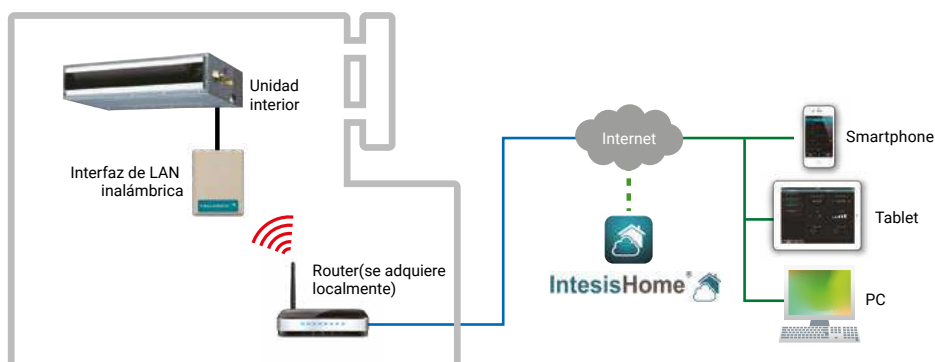 Unidad
interior
Interfaz de LAN
inalámbrica
Router(se adquiere
localmente)
Internet
IntesisHome®
Smartphone
Tablet
PC